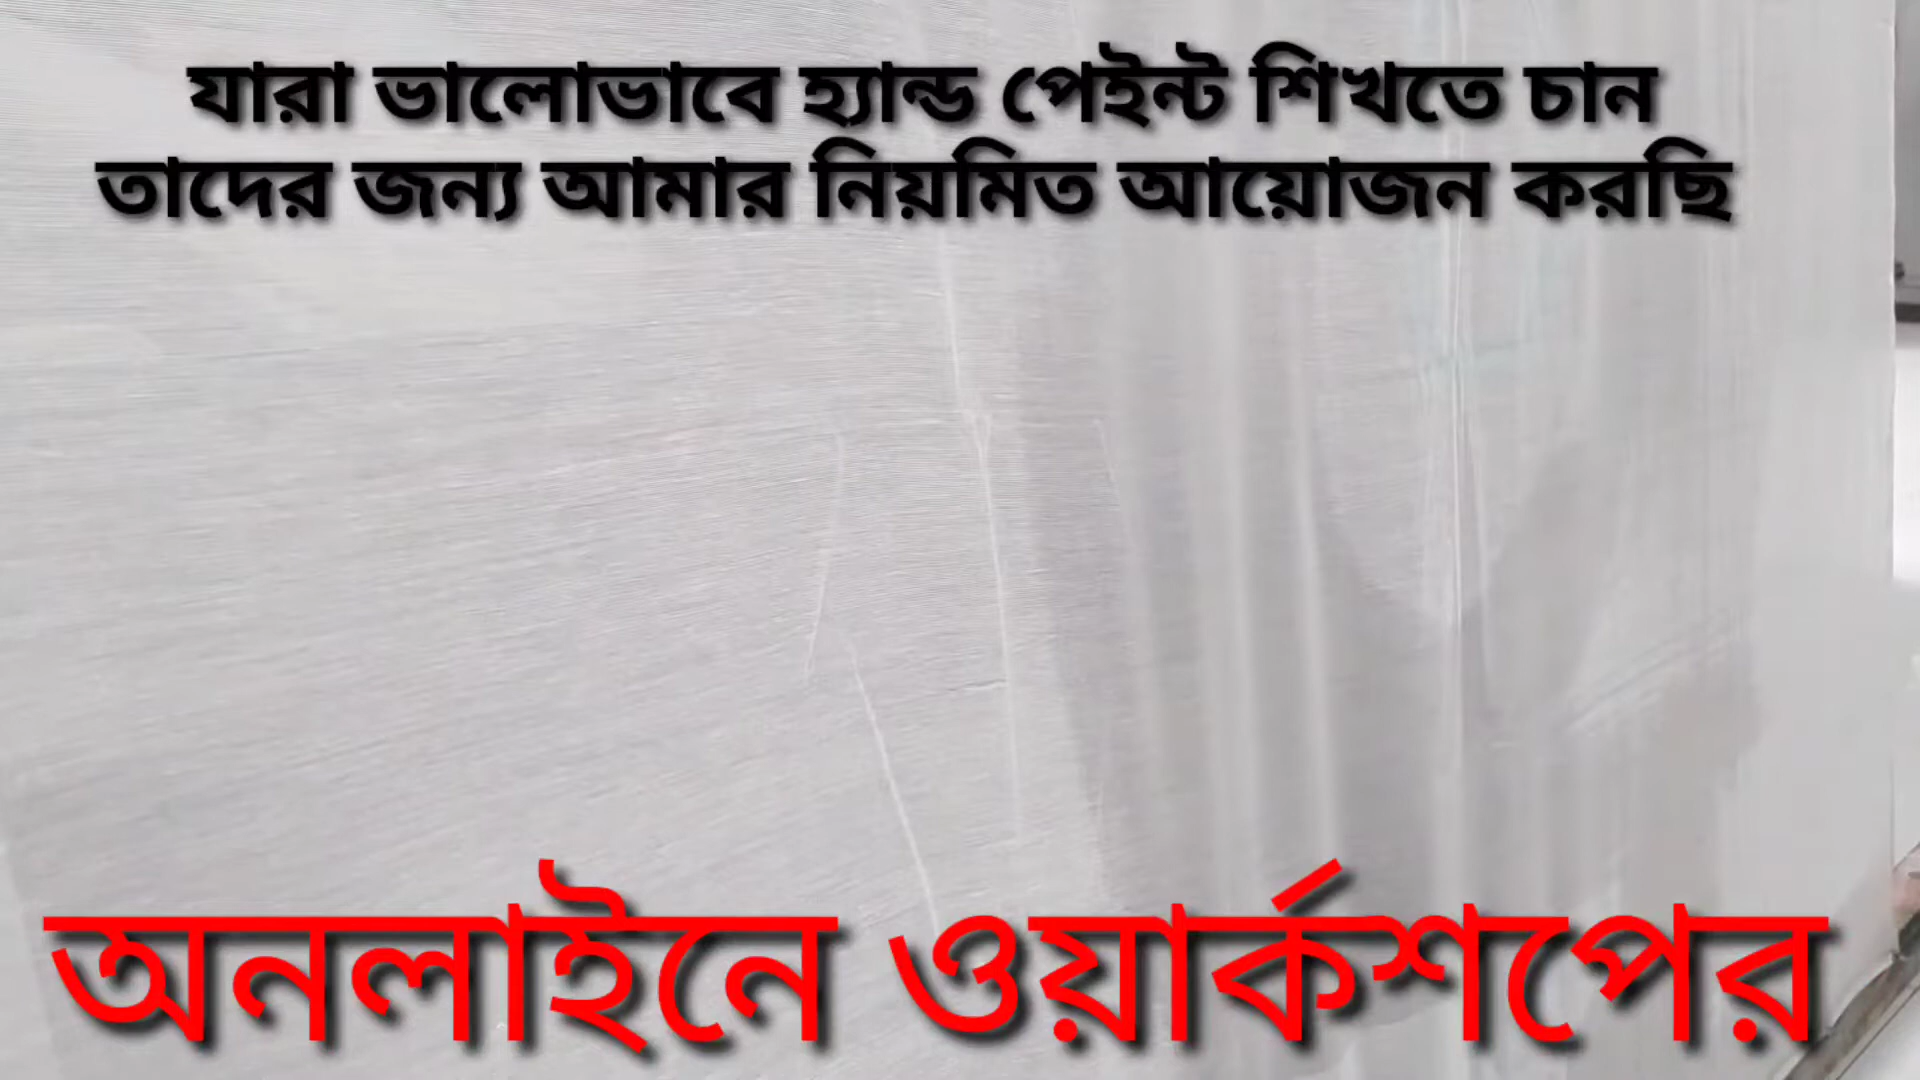 যারা ভালোভাবে হ্যান্ড পেইন্ট শিখতে চান
তাদের জন্য আমার নিয়মিত আয়োজন করছি
অনলাইনে ওয়ার্কশপের